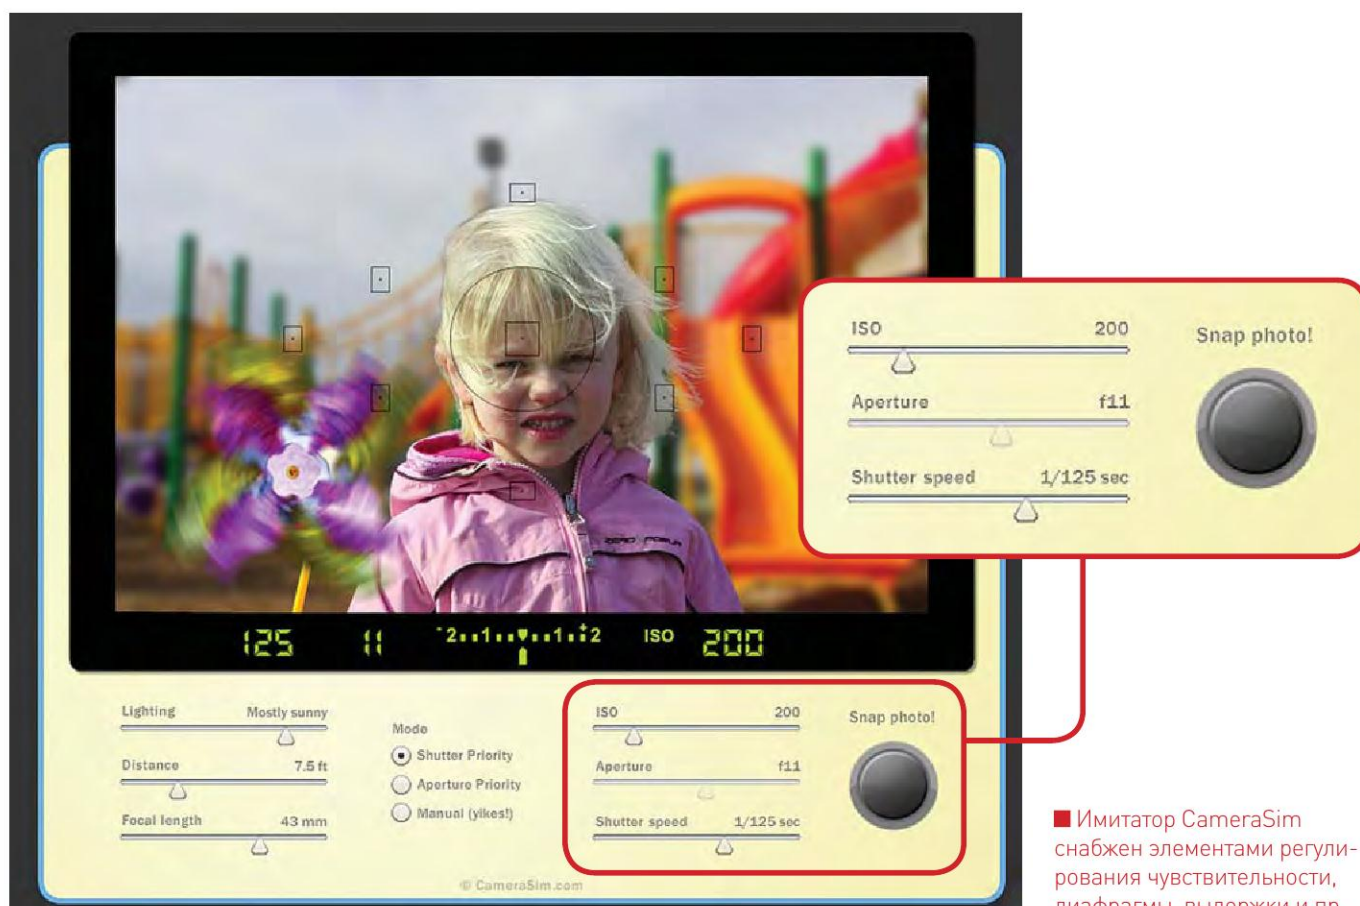 ISO 200
Snap photo!
Aperture f11
Shutter speed 1/125 sec
125 11 -2..1..▼..1..+2 ISO 200
Lighting Mostly sunny
Distance 7.5 ft
Focal length 43 mm
Mode
Shutter Priority
Aperture Priority
Manual (yikes!)
ISO 200
Aperture f11
Shutter speed 1/125 sec
Snap photo!
© CameraSim.com
Имитатор CameraSim
снабжен элементами регули-
рования чувствительности,
диафрагмы, выдержки и пр